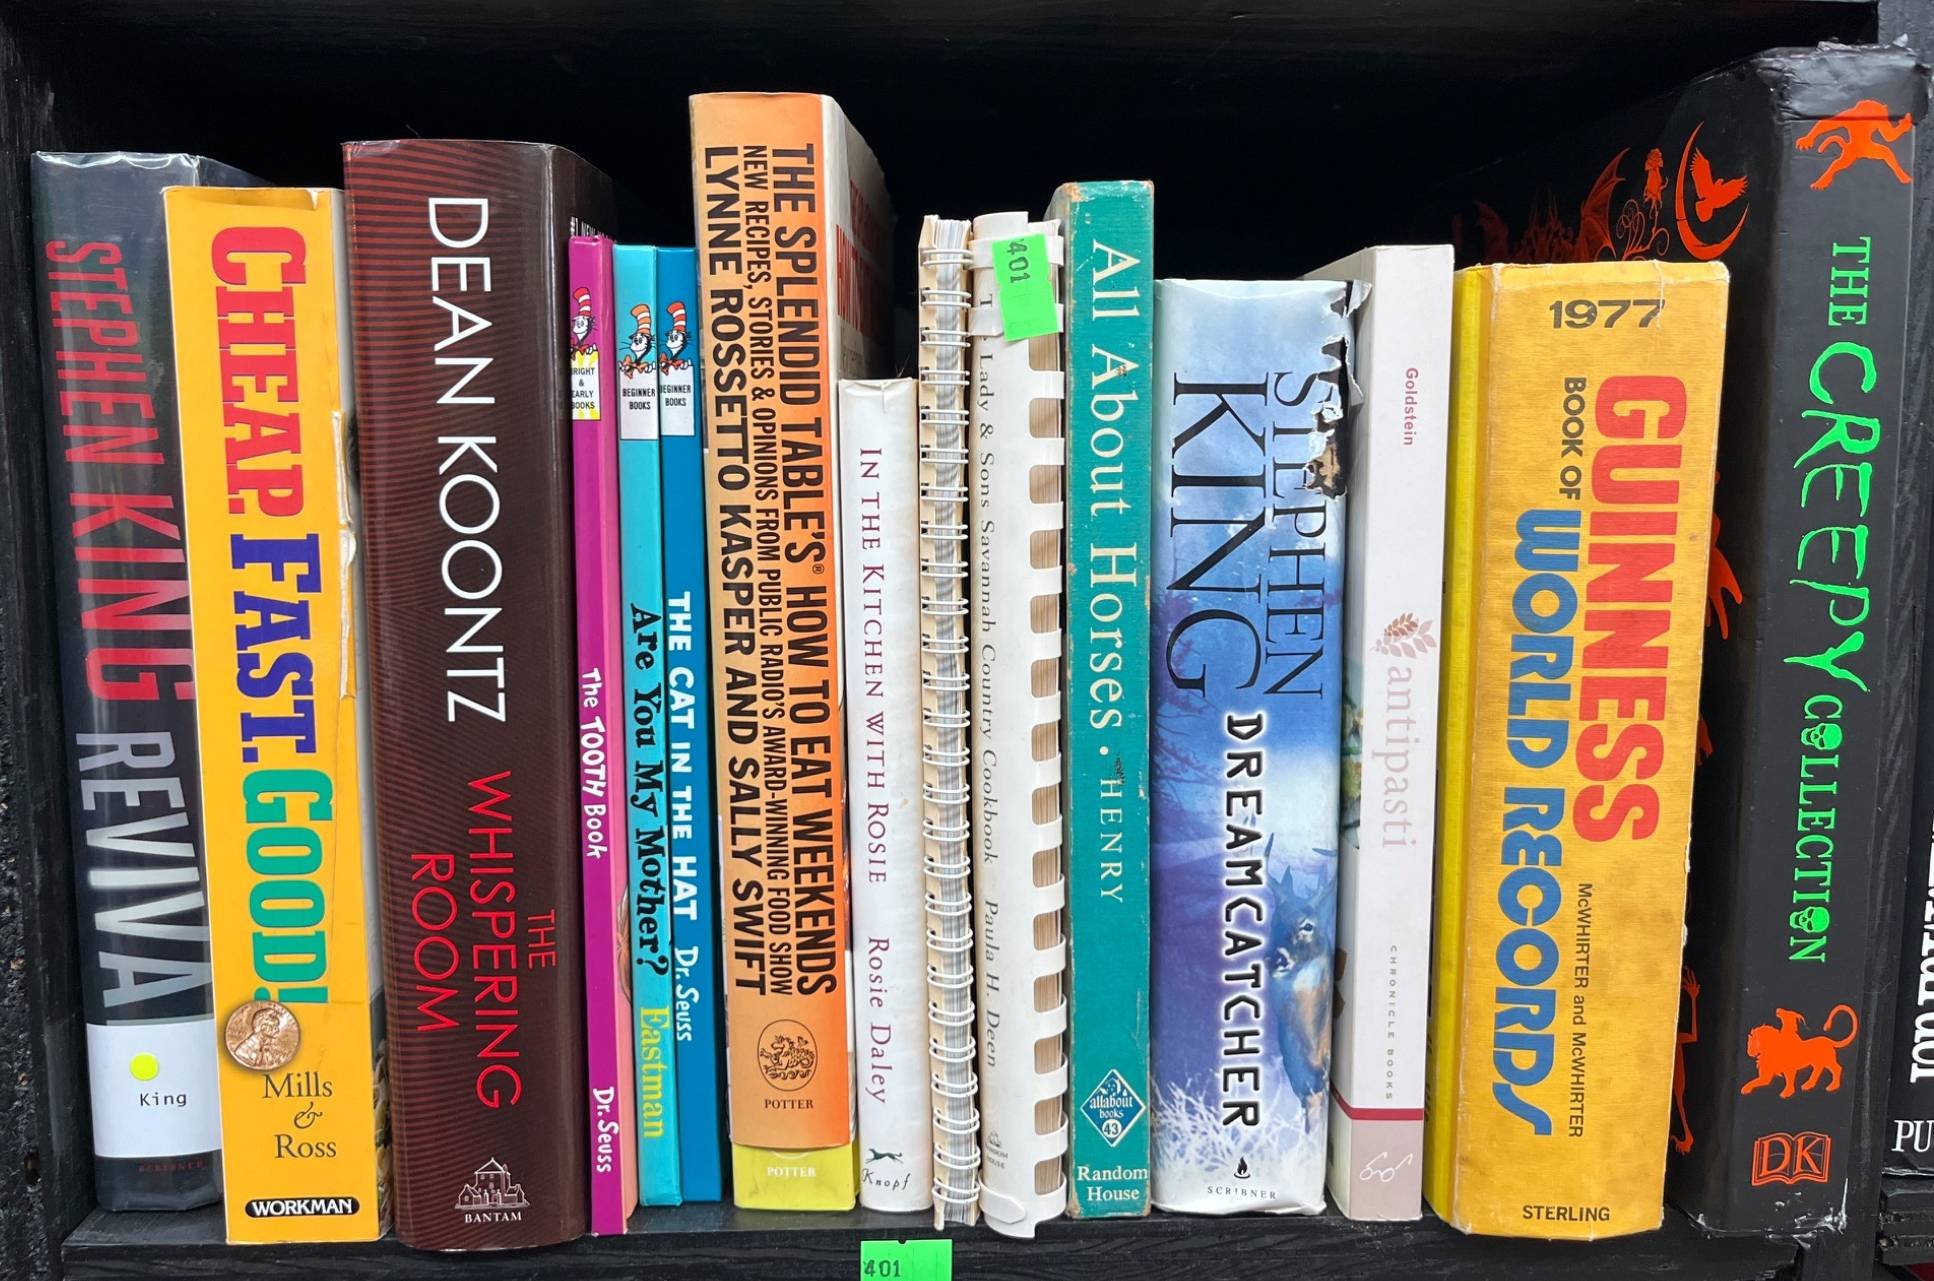 STEPHEN KING REVIVAL
King
SCRIBNER
CHEAP. FAST. GOOD!
Mills
&
Ross
WORKMAN
DEAN KOONTZ
THE
WHISPERING
ROOM
BANTAM
#1 NEW
BRIGHT
&
EARLY
BOOKS
The TOOTH Book
Dr. Seuss
BEGINNER
BOOKS
Are You My Mother?
Eastman
BEGINNER
BOOKS
THE CAT IN THE HAT Dr. Seuss
THE SPLENDID TABLE'S® HOW TO EAT WEEKENDS
NEW RECIPES, STORIES & OPINIONS FROM PUBLIC RADIO'S AWARD-WINNING FOOD SHOW
LYNNE ROSSETTO KASPER AND SALLY SWIFT
POTTER
POTTER
IN THE KITCHEN WITH ROSIE Rosie Daley
Knopf
401
Lady & Sons Savannah Country Cookbook Paula H. Deen
RANDOM
HOUSE
All About Horses • HENRY
allabout
books
43
Random
House
STEPHEN
KING
DREAMCATCHER
SCRIBNER
Goldstein
antipasti
CHRONICLE BOOKS
1977
GUINNESS
BOOK OF
WORLD RECORDS
McWHIRTER and McWHIRTER
STERLING
THE CREEPY COLLECTION
DK
PU
401